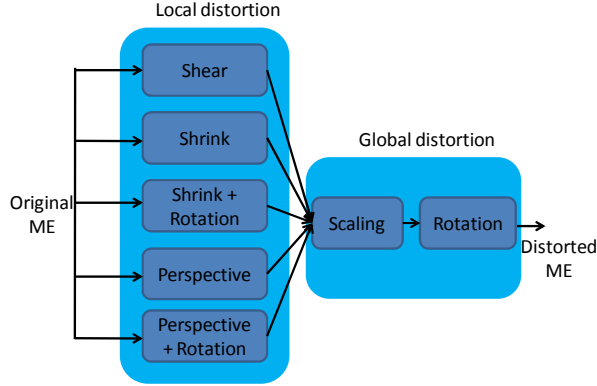 Local distortion
Shear
Shrink
Shrink +
Rotation
Perspective
Perspective
+ Rotation
Original
ME
Global distortion
Scaling
Rotation
Distorted
ME